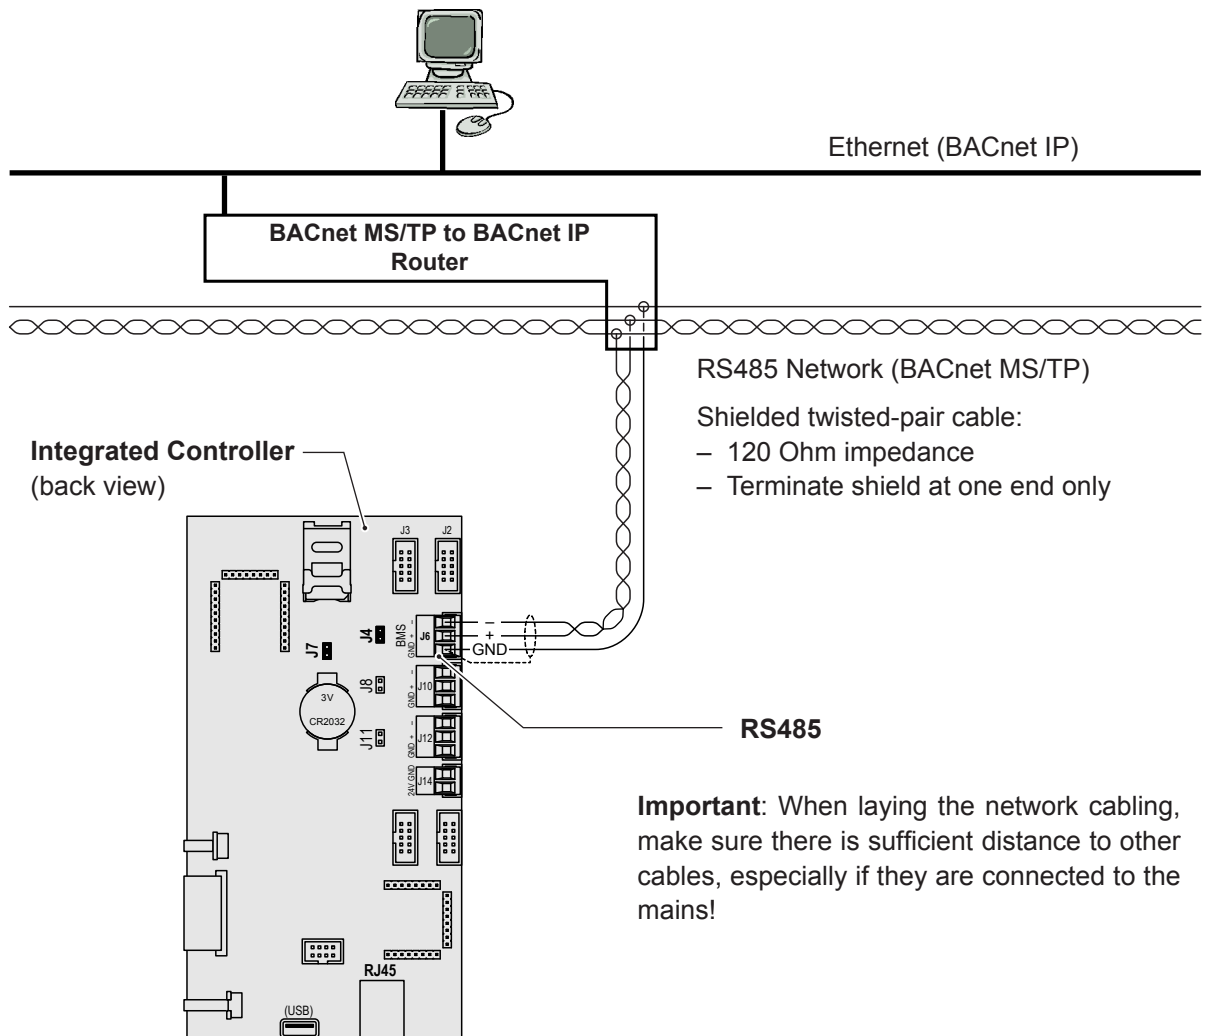 Ethernet (BACnet IP)
BACnet MS/TP to BACnet IP
Router
RS485 Network (BACnet MS/TP)
Shielded twisted-pair cable:
– 120 Ohm impedance
– Terminate shield at one end only
Integrated Controller
(back view)
J3
J2
J4
J7
BMS
GND + -
J6
–
+
GND
J8
GND + -
J10
3V
CR2032
J11
GND + -
J12
RS485
24V GND
J14
Important: When laying the network cabling,
make sure there is sufficient distance to other
cables, especially if they are connected to the
mains!
RJ45
(USB)